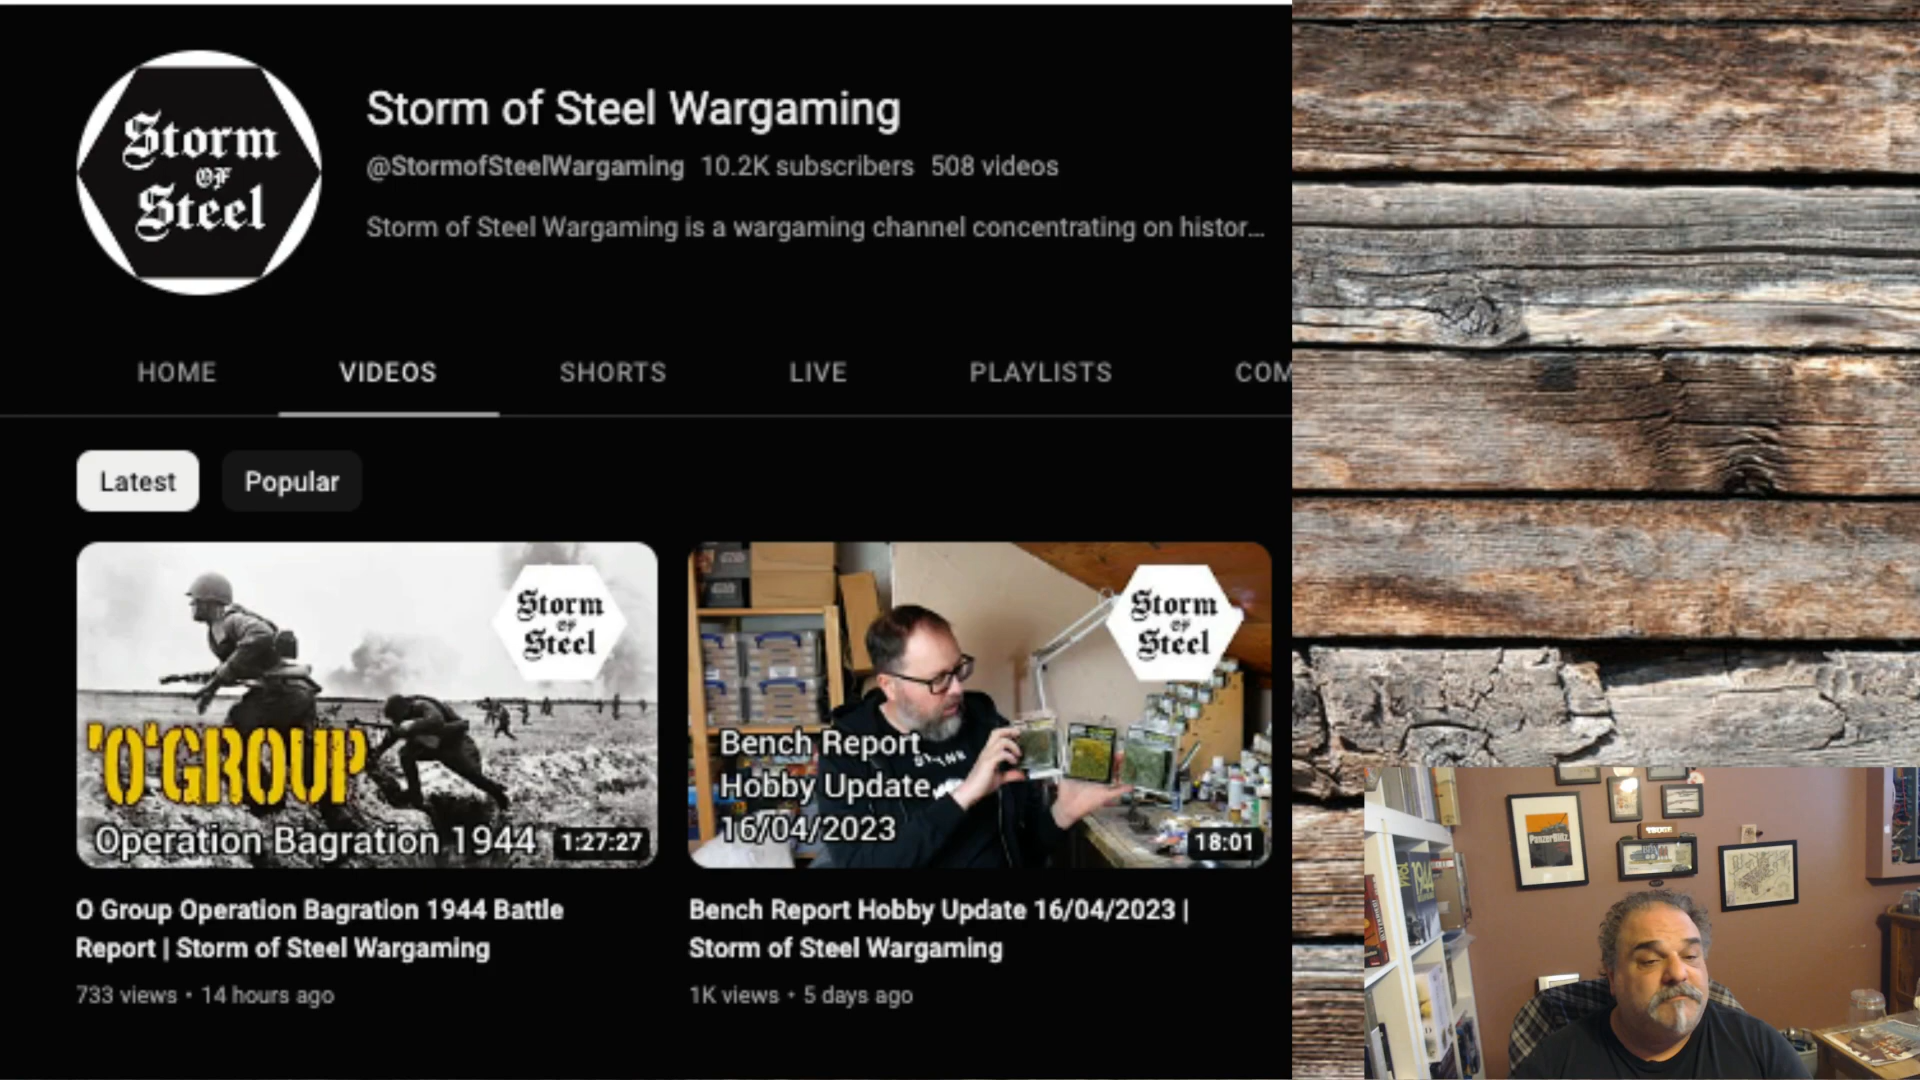 Storm
OF
Steel
Storm of Steel Wargaming
@StormofSteelWargaming 10.2K subscribers 508 videos
Storm of Steel Wargaming is a wargaming channel concentrating on histor...
HOME VIDEOS SHORTS LIVE PLAYLISTS COM
Latest Popular
Storm
OF
Steel
'O'GROUP
Operation Bagration 1944
1:27:27
Storm
OF
Steel
Bench Report
Hobby Update
16/04/2023
18:01
O Group Operation Bagration 1944 Battle
Report | Storm of Steel Wargaming
733 views • 14 hours ago
Bench Report Hobby Update 16/04/2023 |
Storm of Steel Wargaming
1K views • 5 days ago
PanzerBlitz
1944